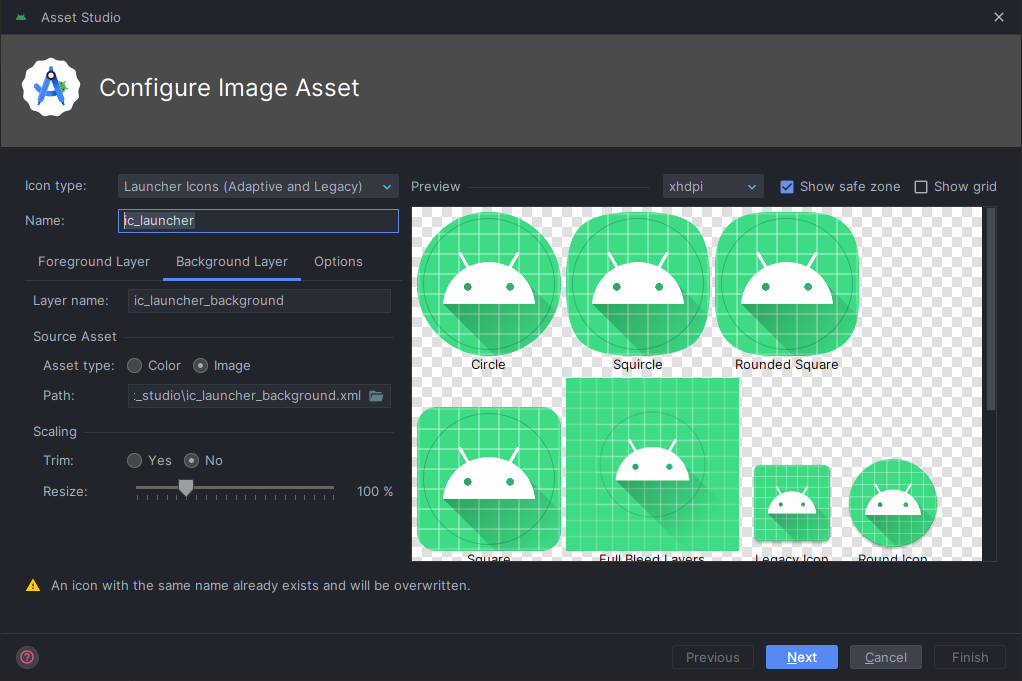 Asset Studio
Configure Image Asset
Icon type: Launcher Icons (Adaptive and Legacy)
Name: ic_launcher
Foreground Layer Background Layer Options
Layer name: ic_launcher_background
Source Asset
Asset type: Color Image
Path: :_studio\ic_launcher_background.xml
Scaling
Trim: Yes No
Resize: 100 %
Preview xhdpi Show safe zone Show grid
Circle Squircle Rounded Square
Square Full Bleed Layers Legacy Icon Round Icon
An icon with the same name already exists and will be overwritten.
?
Previous Next Cancel Finish